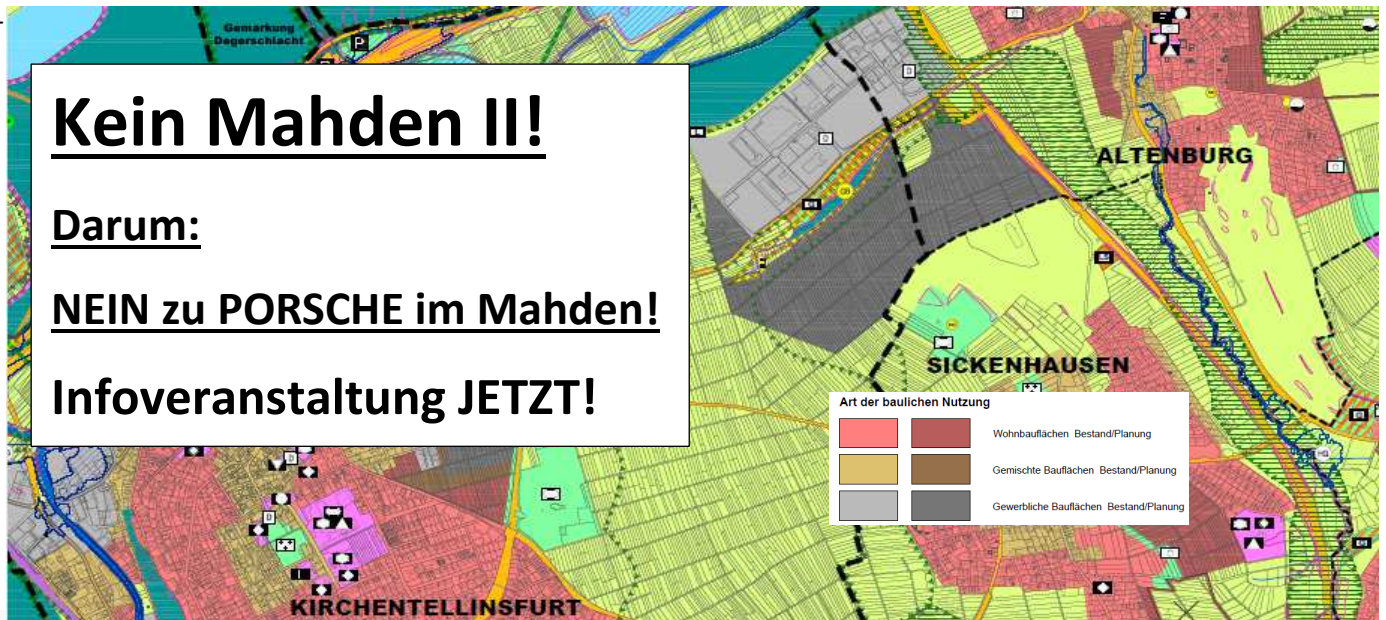 Gemarkung
Degerschlacht
P
Kein Mahden II!
Darum:
NEIN zu PORSCHE im Mahden!
Infoveranstaltung JETZT!
ALTENBURG
SICKENHAUSEN
Art der baulichen Nutzung
Wohnbauflächen Bestand/Planung
Gemischte Bauflächen Bestand/Planung
Gewerbliche Bauflächen Bestand/Planung
KIRCHENTELLINSFURT